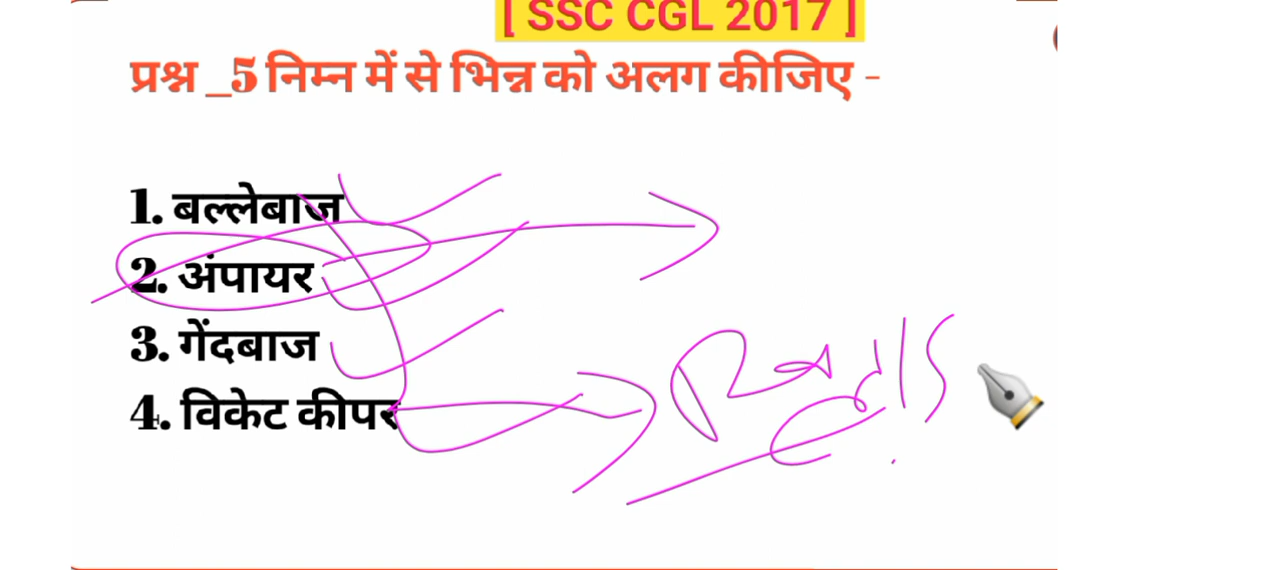 [ SSC CGL 2017 ]
प्रश्न _5 निम्न में से भिन्न को अलग कीजिए -
1. बल्लेबाज
2. अंपायर
3. गेंदबाज
4. विकेट कीपर